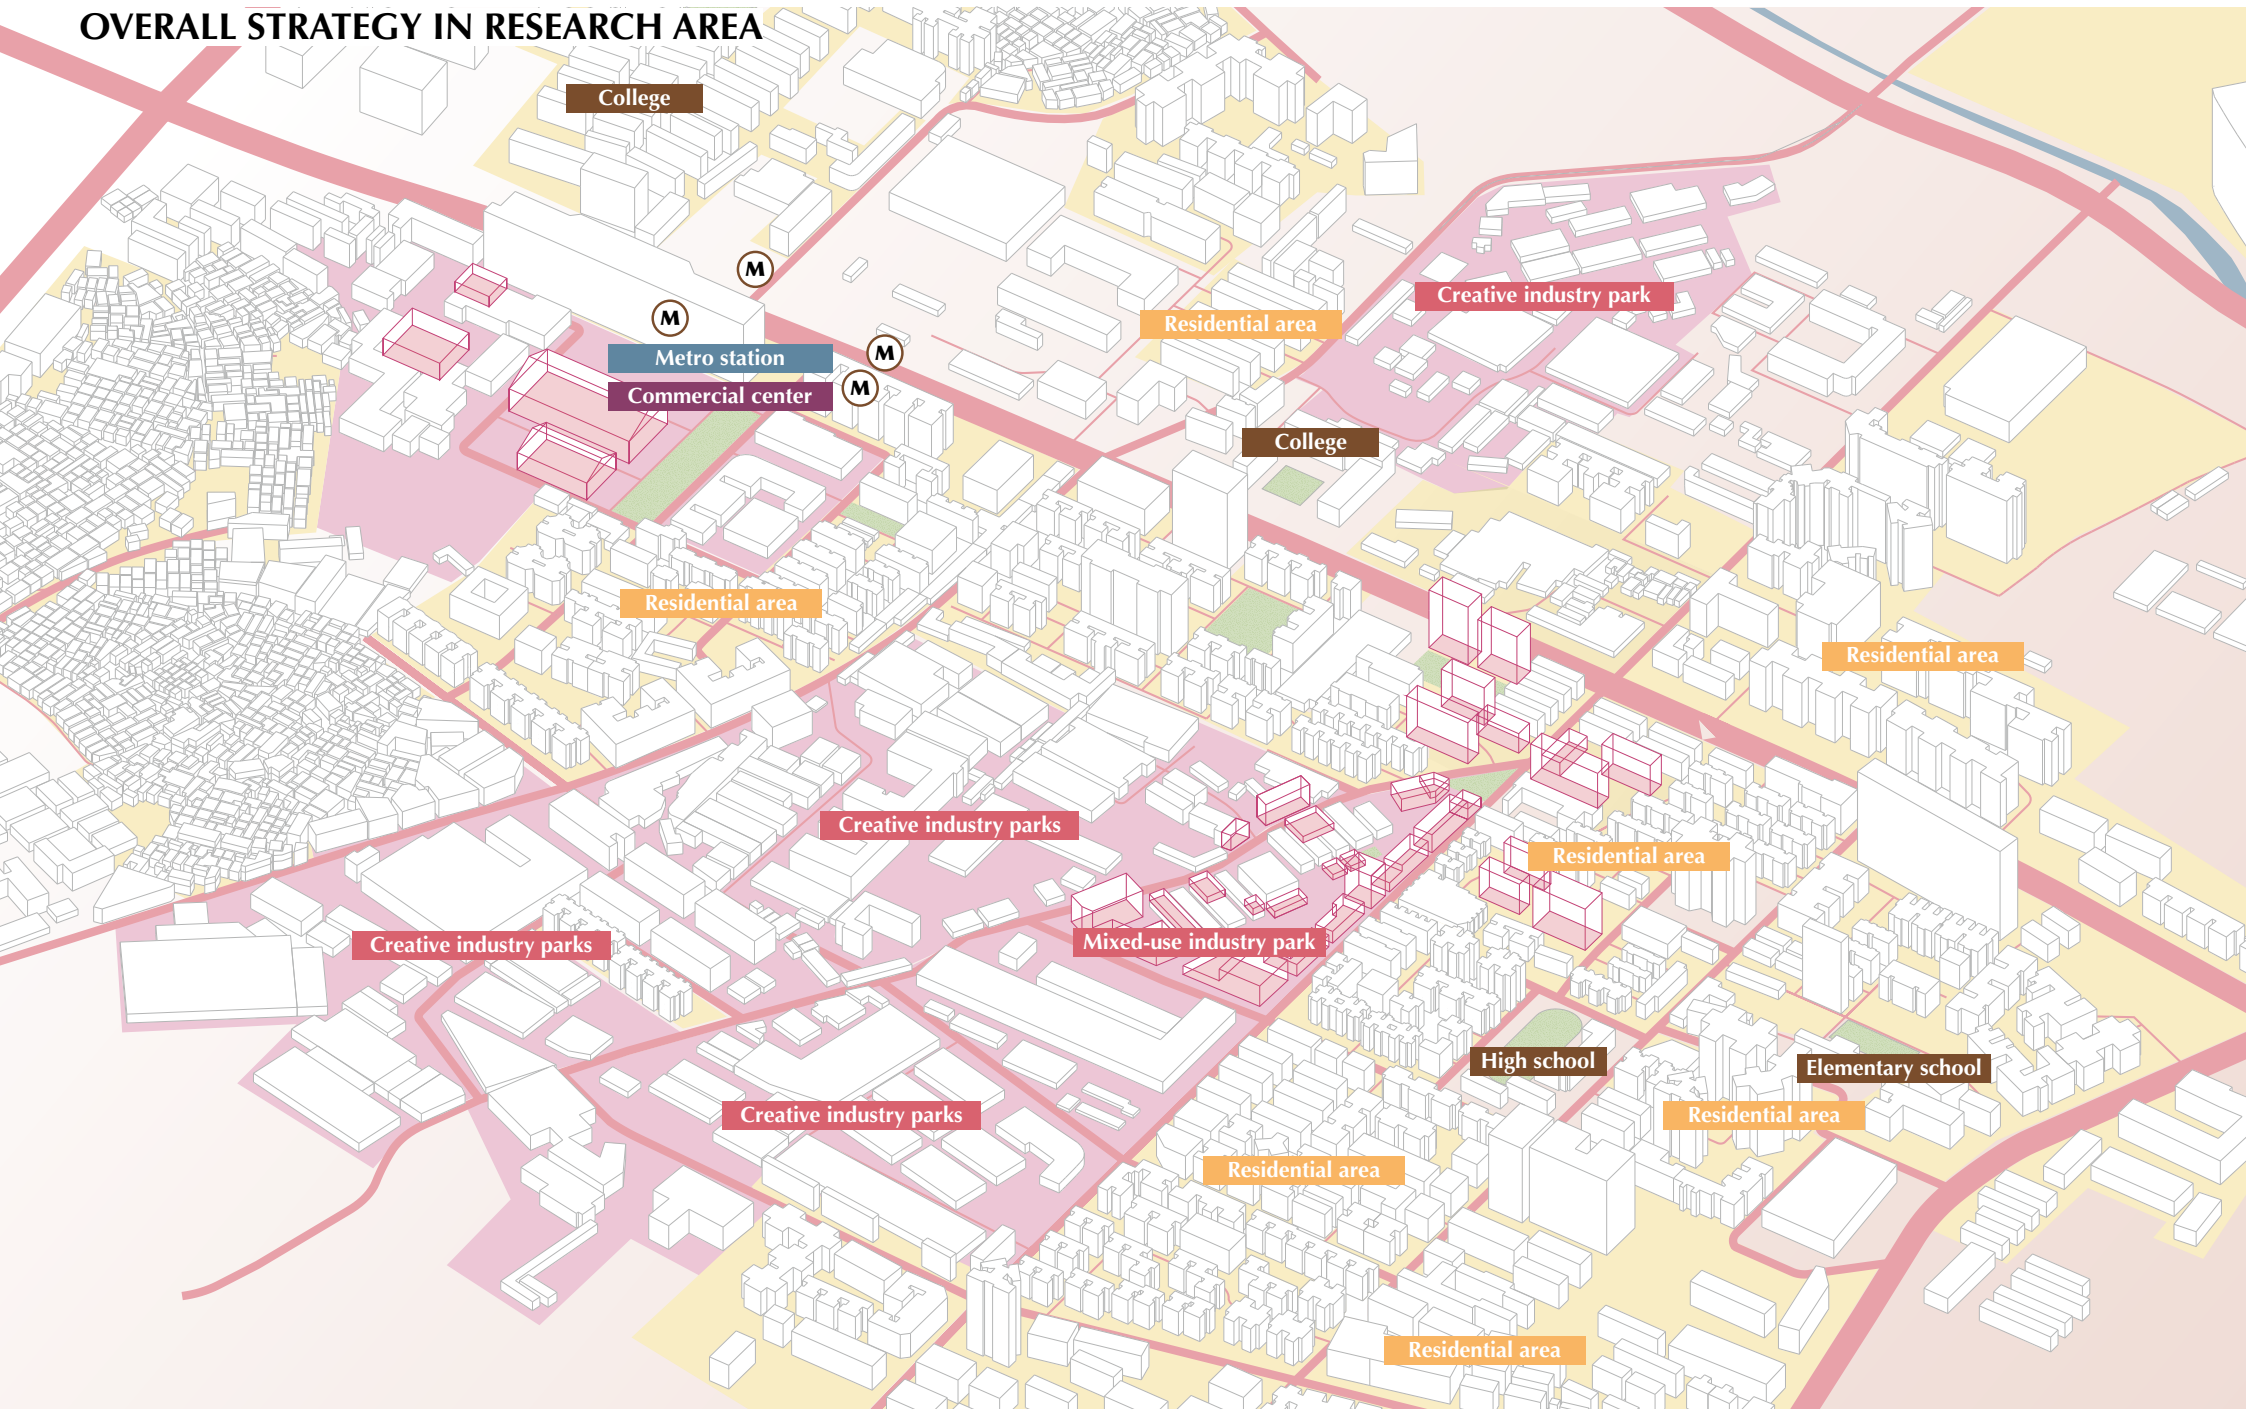 OVERALL STRATEGY IN RESEARCH AREA
College
M
Creative industry park
M
Residential area
Metro station
M
Commercial center
M
College
Residential area
Residential area
Creative industry parks
Residential area
Creative industry parks
Mixed-use industry park
High school
Elementary school
Creative industry parks
Residential area
Residential area
Residential area